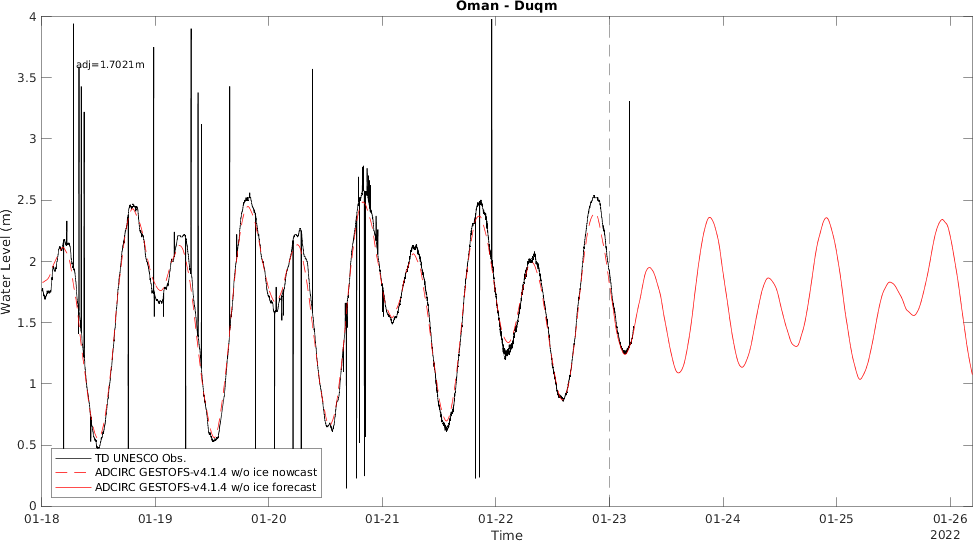 Oman - Duqm
4
3.5
3
2.5
2
1.5
1
0.5
0
Water Level (m)
adj=1.7021m
TD UNESCO Obs.
ADCIRC GESTOFS-v4.1.4 w/o ice nowcast
ADCIRC GESTOFS-v4.1.4 w/o ice forecast
01-18 01-19 01-20 01-21 01-22 01-23 01-24 01-25 01-26
Time 2022